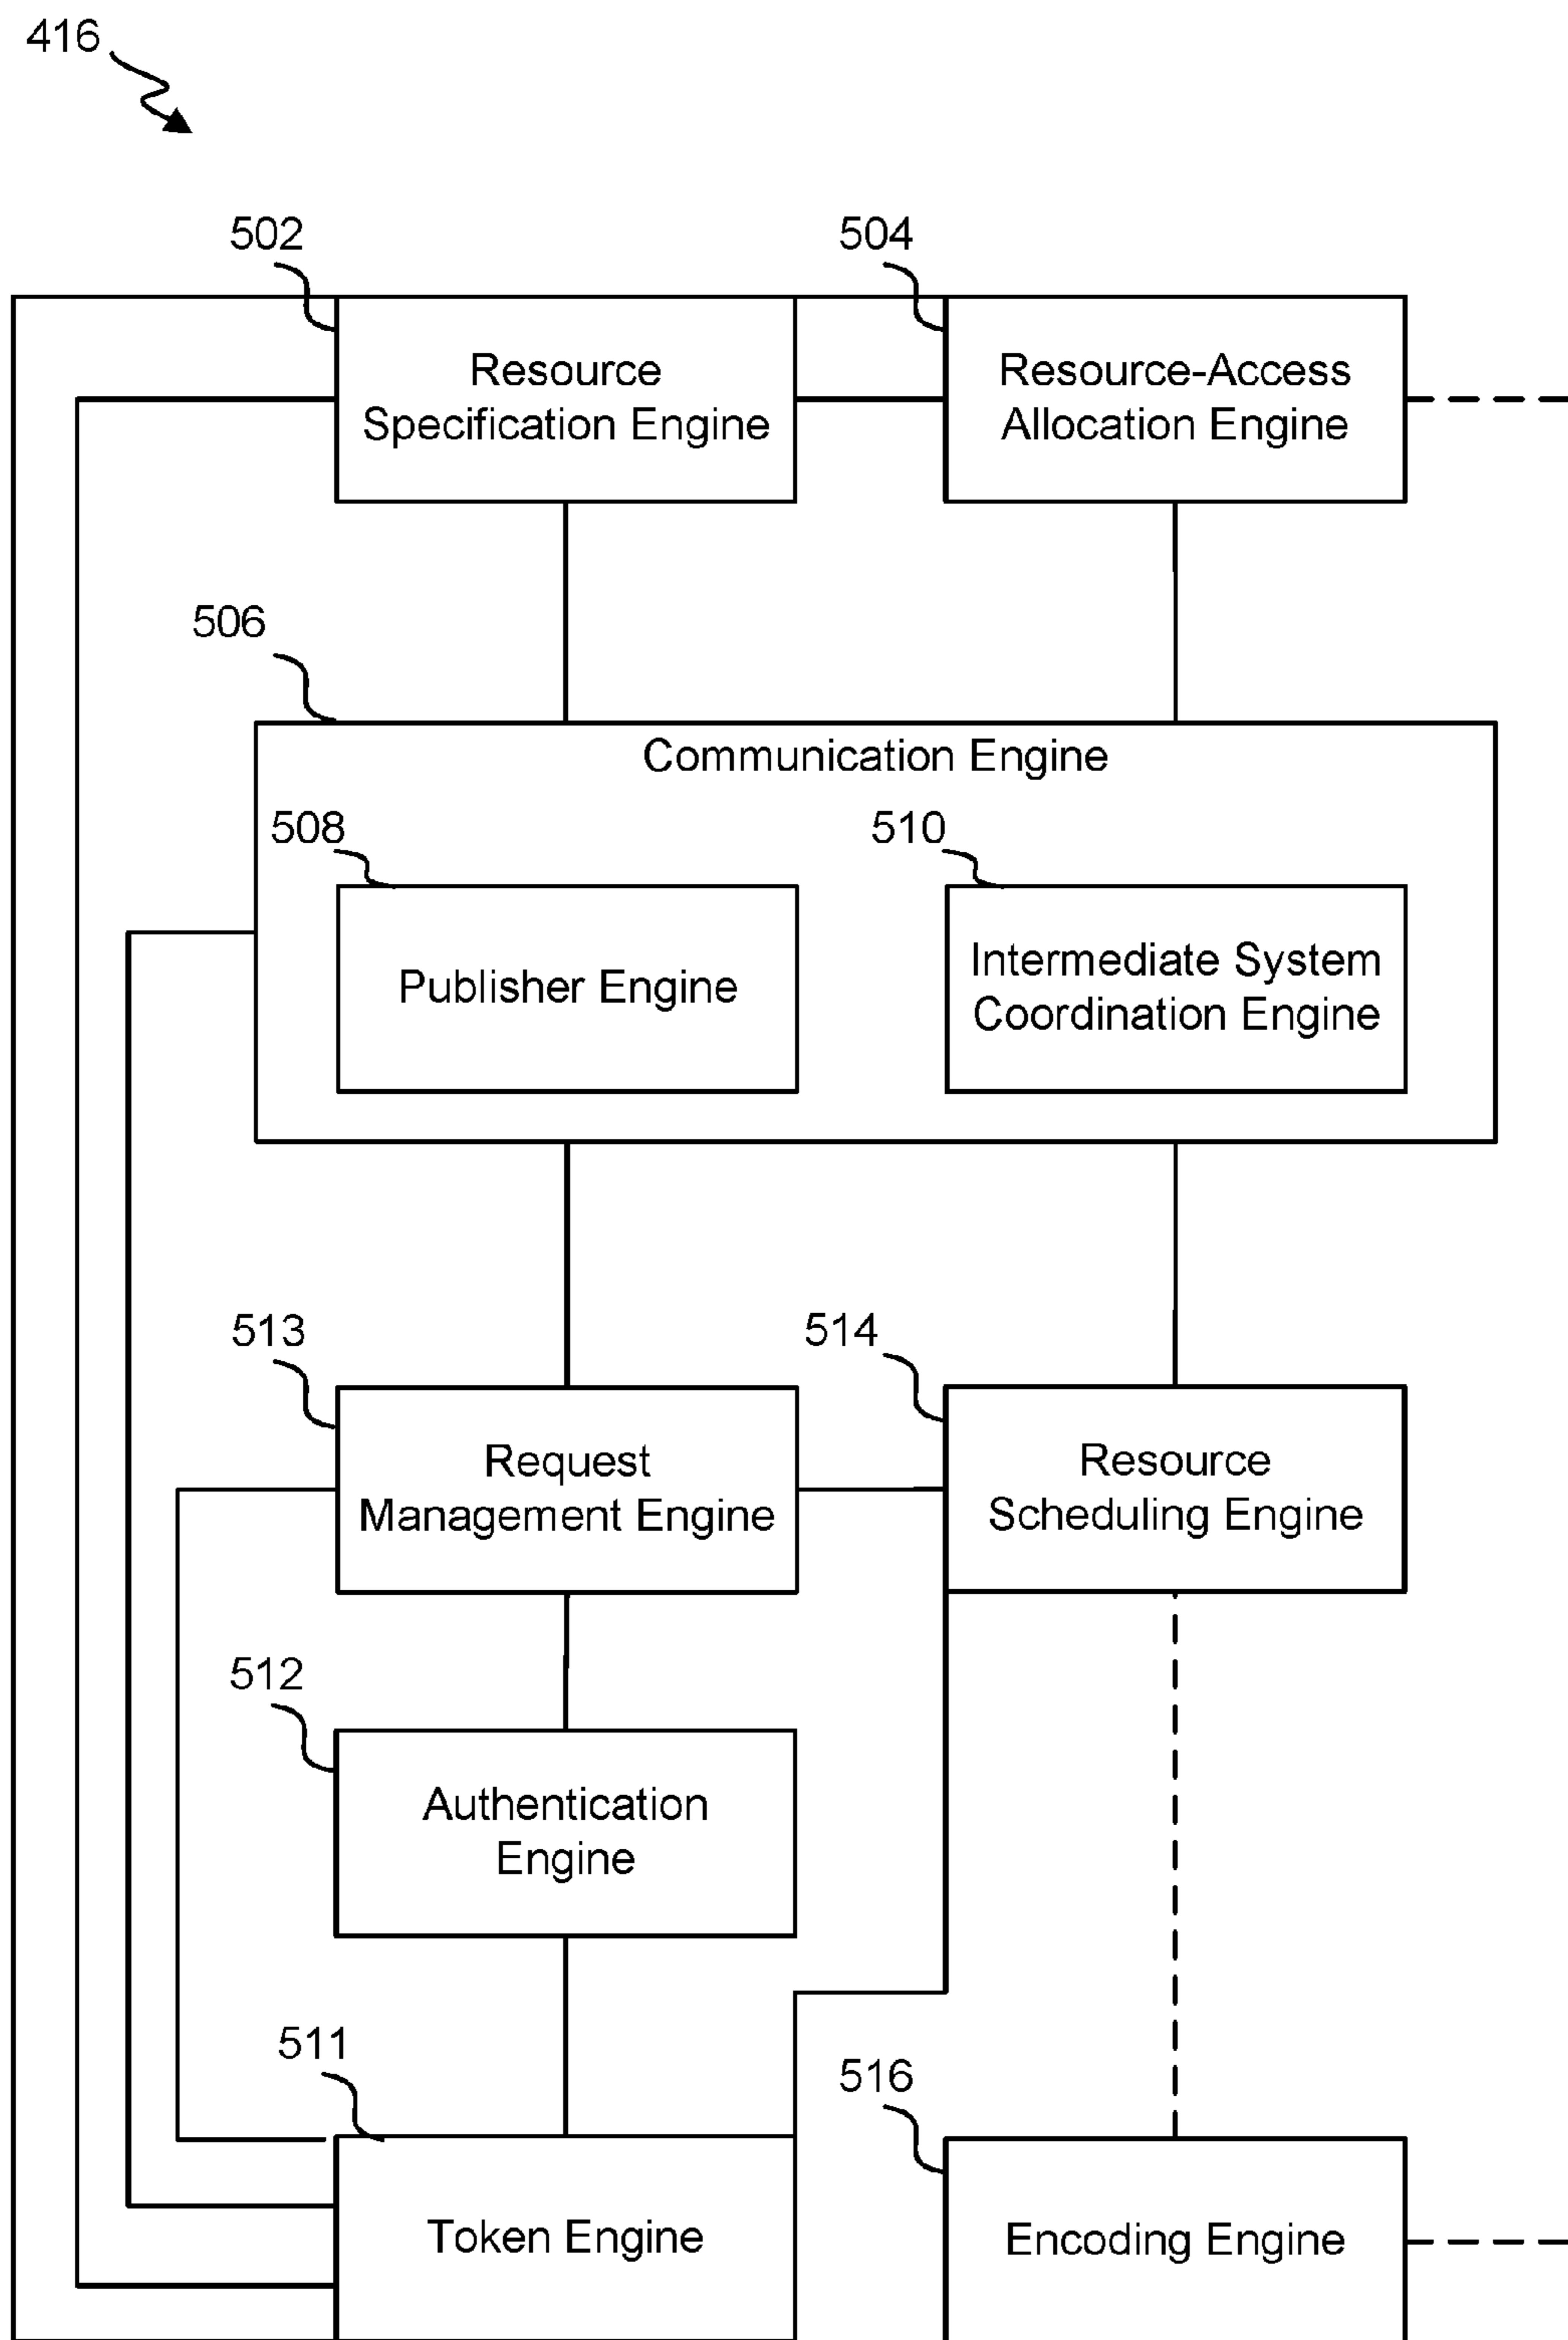 416
502
504
Resource
Specification Engine
Resource-Access
Allocation Engine
506
Communication Engine
508
510
Publisher Engine
Intermediate System
Coordination Engine
513
514
Request
Management Engine
Resource
Scheduling Engine
512
Authentication
Engine
511
516
Token Engine
Encoding Engine